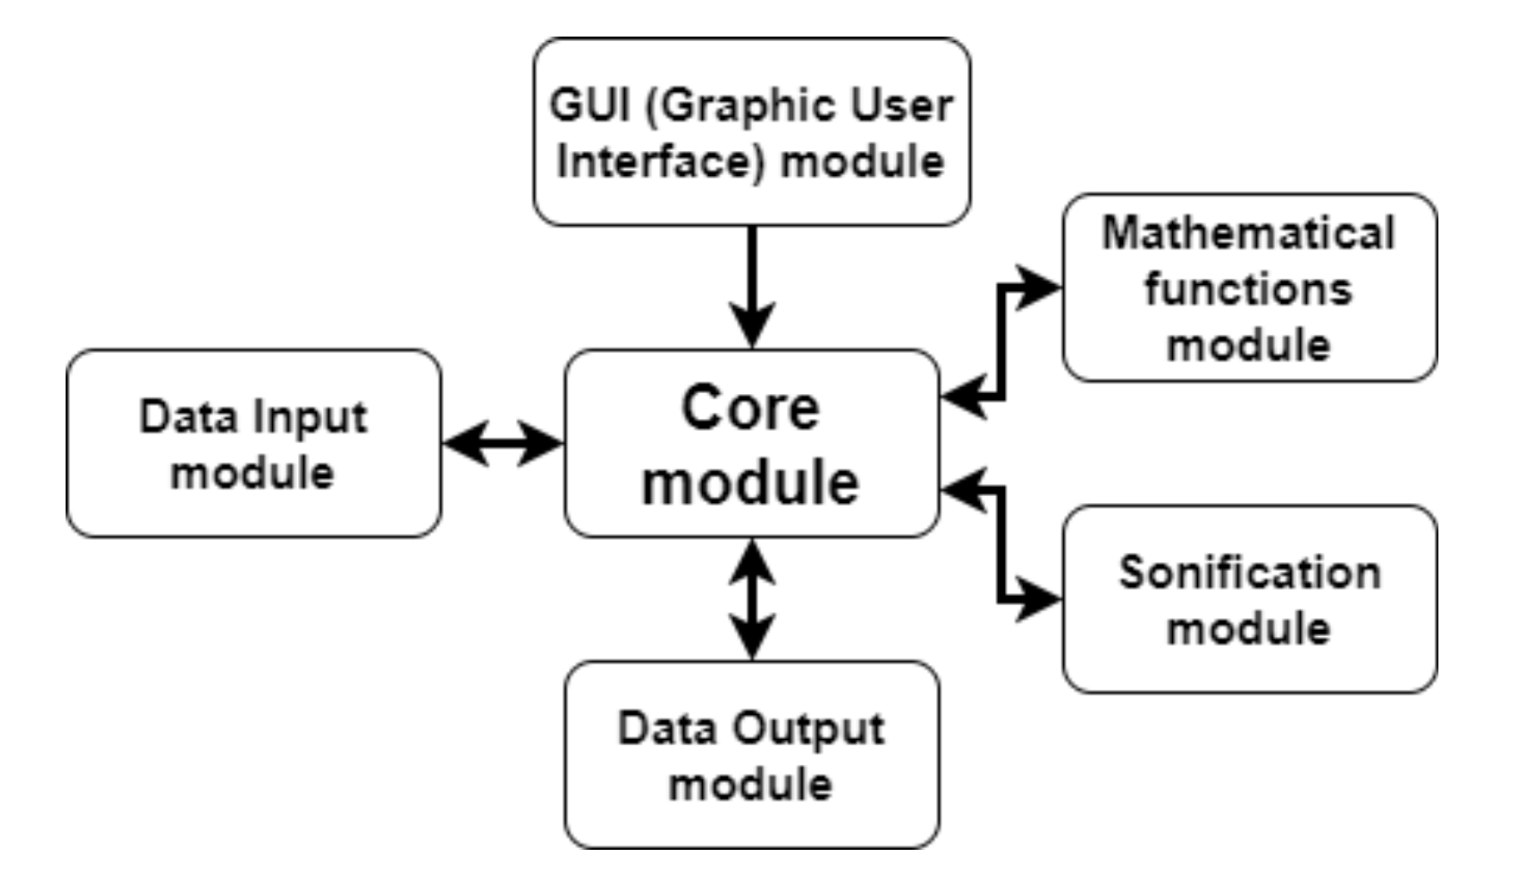 GUI (Graphic User
Interface) module
Mathematical
functions
module
Data Input
module
Core
module
Sonification
module
Data Output
module